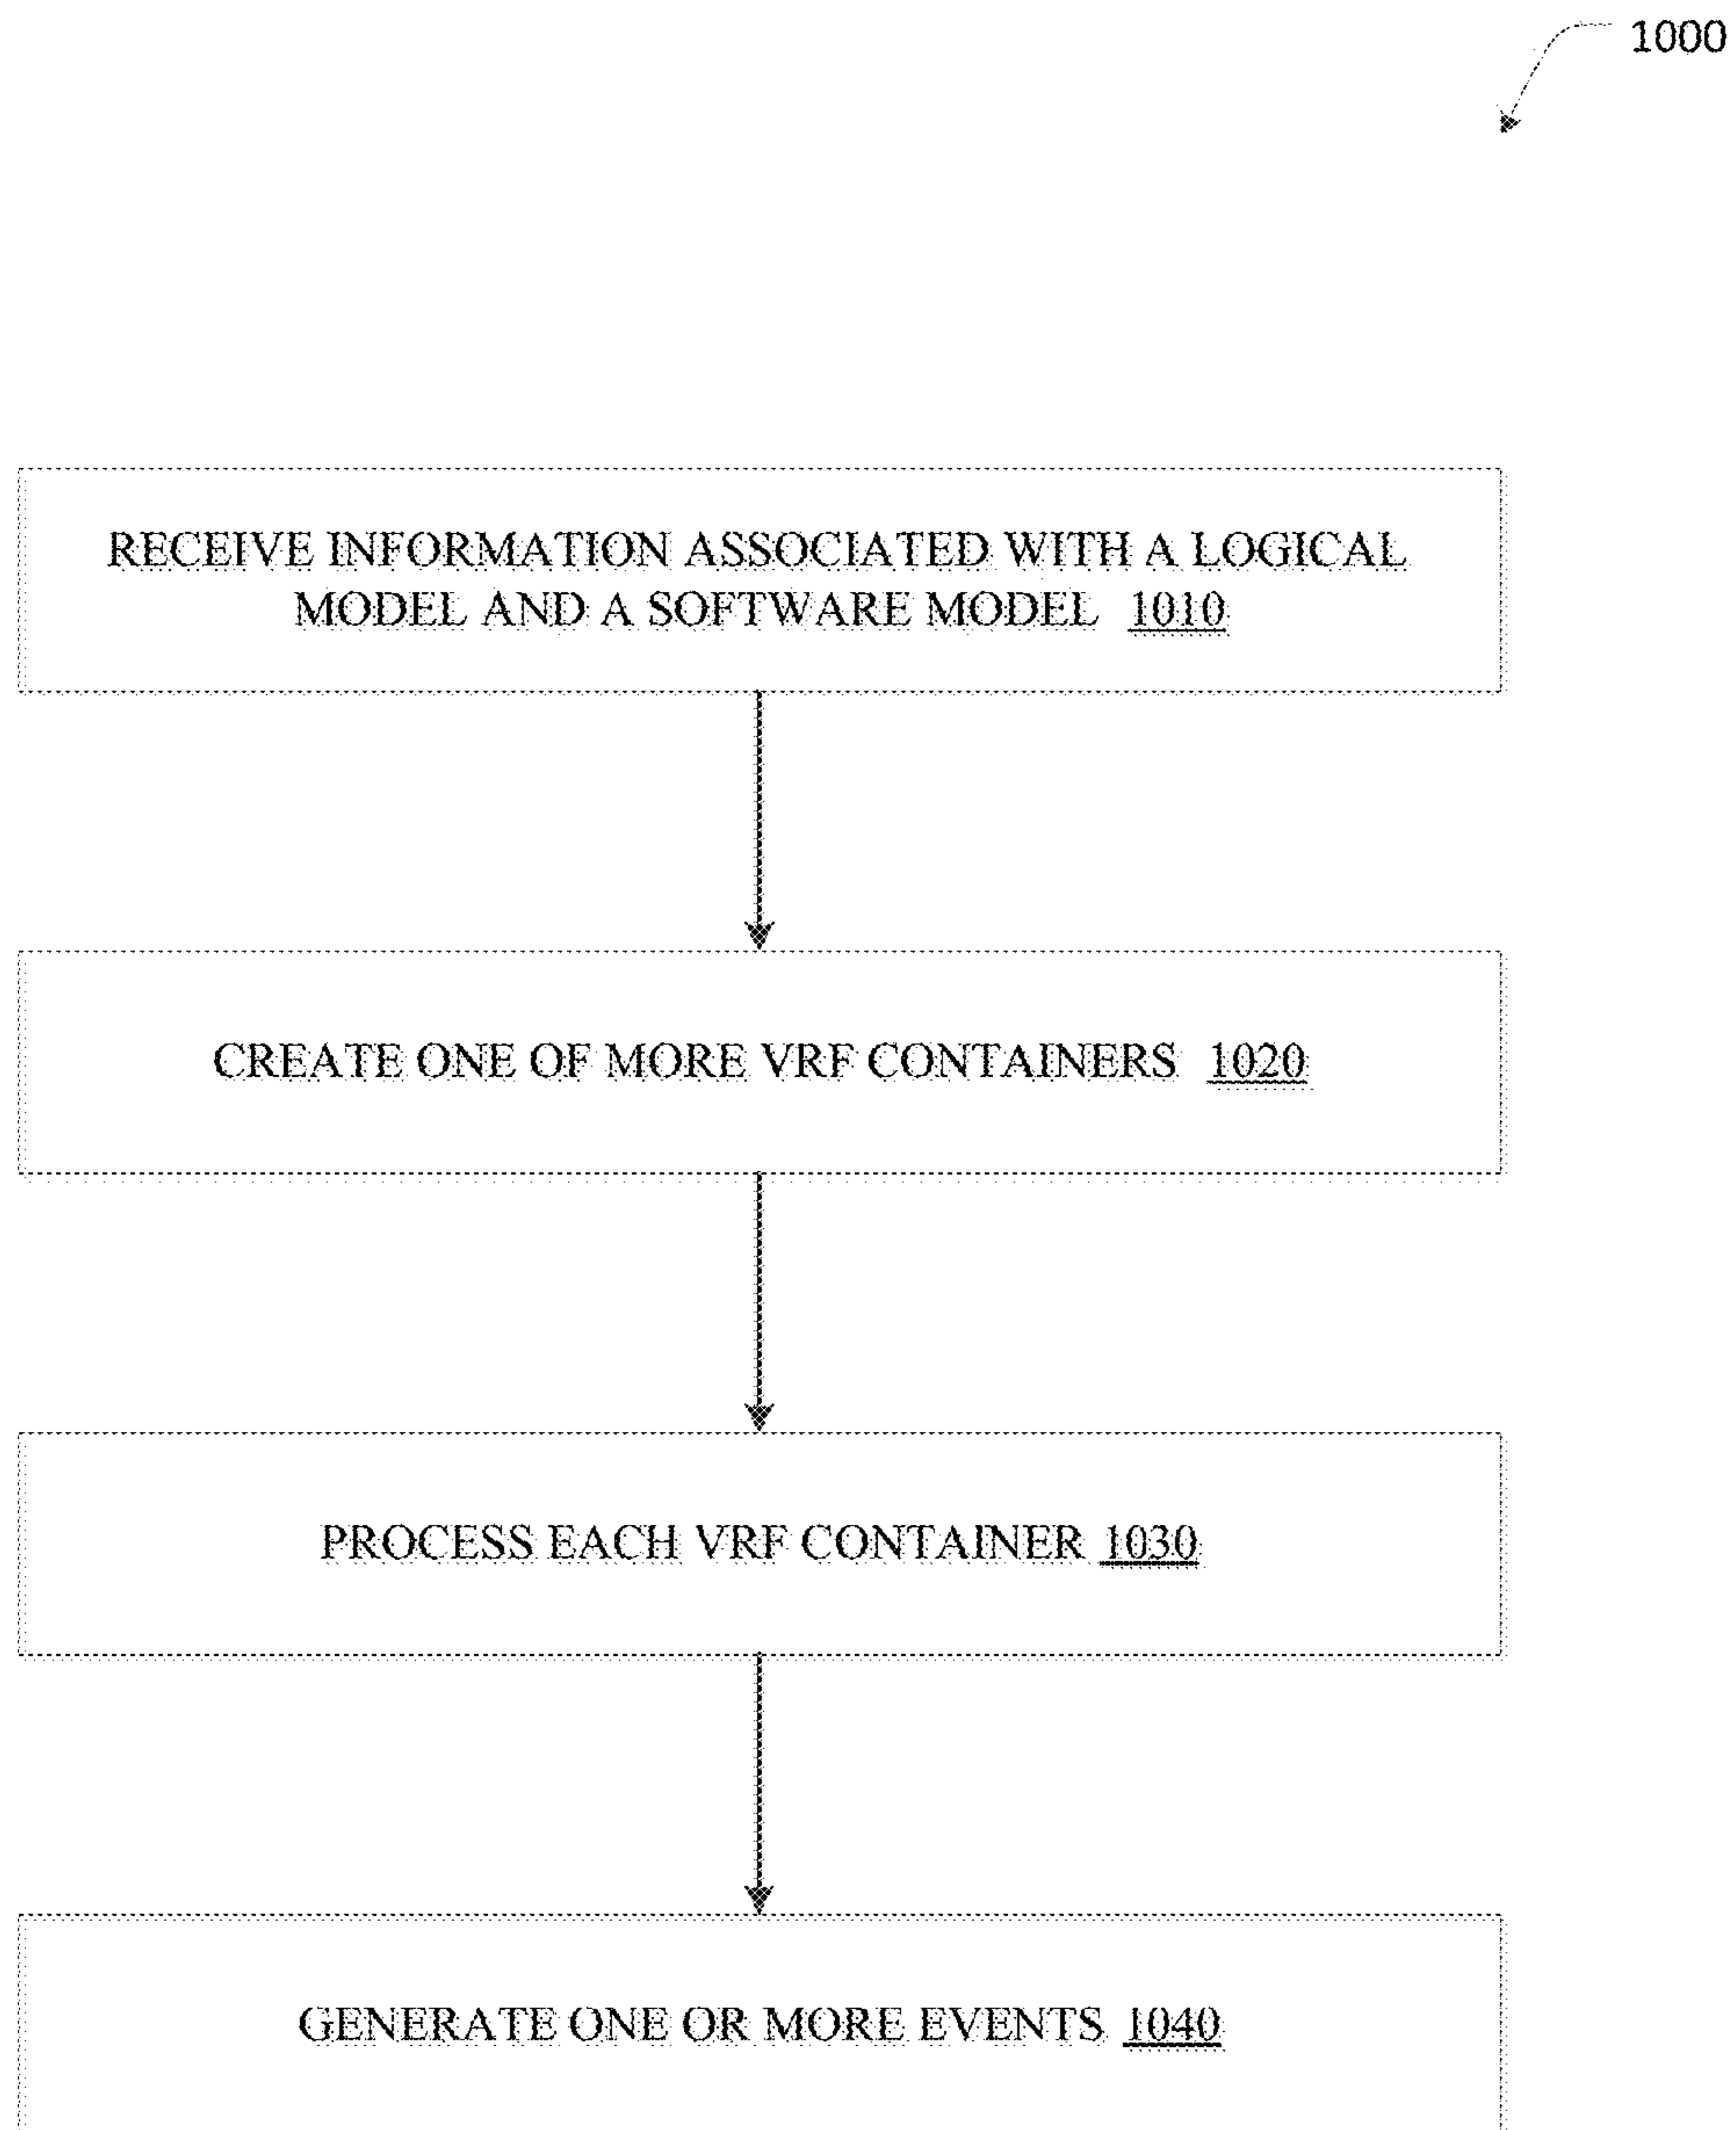 1000
RECEIVE INFORMATION ASSOCIATED WITH A LOGICAL
MODEL AND A SOFTWARE MODEL 1010
CREATE ONE OF MORE VRF CONTAINERS 1020
PROCESS EACH VRF CONTAINER 1030
GENERATE ONE OR MORE EVENTS 1040